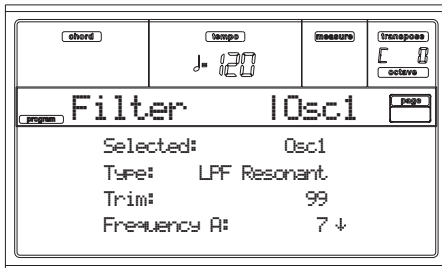 chord tempo measure transpose
♩= 120 C 0
octave
Filter |Osc1 page
program
Selected: Osc1
Type: LPF Resonant
Trim: 99
Frequency A: 7 ↓